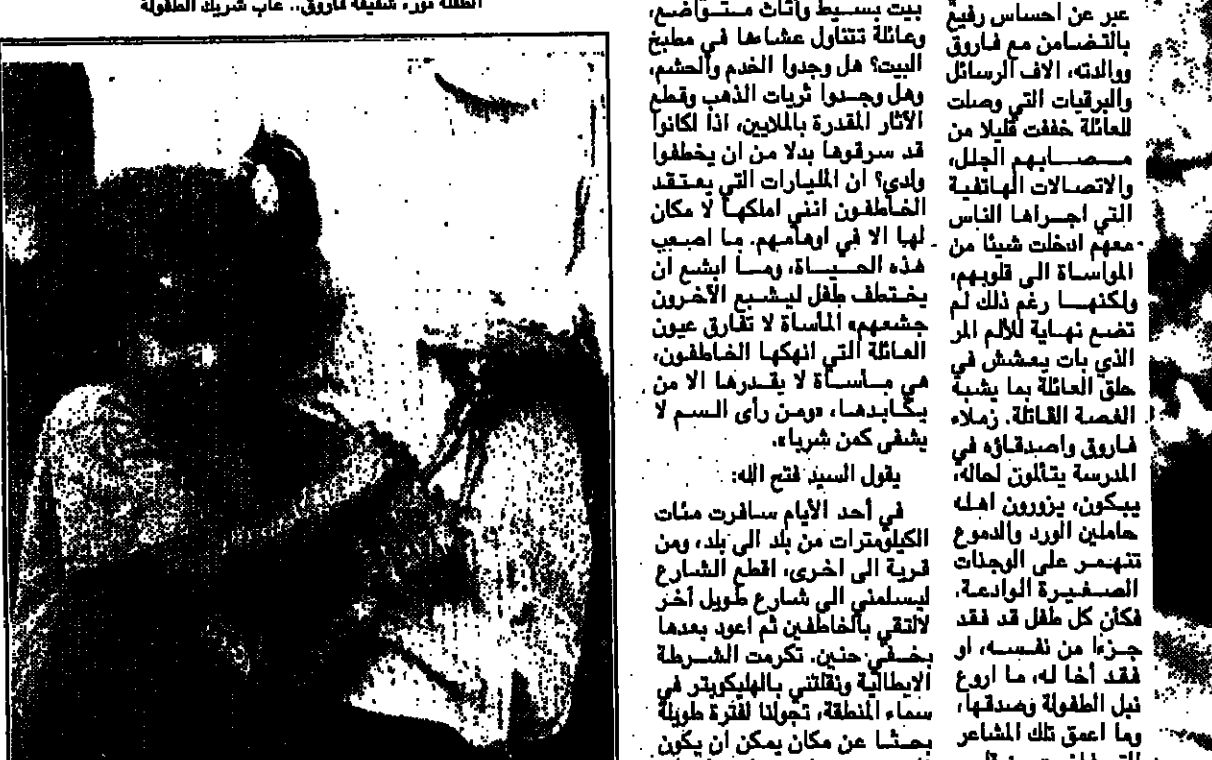 الطفلة نور، شقيقة فاروق.. غاب شريك الطفولة
عبر عن احساس رفيع
بالتضامن مع فاروق
ووالدته، الاف الرسائل
والبرقيات التي وصلت
للعائلة خففت قليلا من
مصابهم الجلل،
والاتصالات الهاتفية
التي اجراها الناس
معهم ادخلت شيئا من
المواساة الى قلوبهم،
ولكنها رغم ذلك لم
تضع نهاية للألم المر
الذي بات يعشش في
حلق العائلة بما يشبه
الغصة القاتلة. زملاء
فاروق واصدقاؤه في
المدرسة يتألون لحاله،
يبكون، يزورون اهله
حاملين الورد والدموع
تنهمر على الوجنات
الصغيرة الوادعة.
فكأن كل طفل قد فقد
جزءا من نفسه، او
فقد أخا له، ما اروع
نبل الطفولة وصدقها،
وما اعمق تلك المشاعر
بيت بسيط وأثاث متواضع،
وعائلة تتناول عشاءها في مطبخ
البيت؟ هل وجدوا الخدم والحشم،
وهل وجدوا ثريات الذهب وقطع
الآثار المقدرة بالملايين، اذا لكانوا
قد سرقوها بدلا من ان يخطفوا
ولدي؟ ان المليارات التي يعتقد
الخاطفون انني املكها لا مكان
لها الا في اوهامهم. ما اصعب
هذه الحياة، وما ابشع ان
يختطف طفل ليشبع الآخرون
جشعهم» المأساة لا تفارق عيون
العائلة التي انهكها الخاطفون،
هي مأساة لا يقدرها الا من
يكابدها، «ومن رأى السم لا
يشقى كمن شربا».
يقول السيد فتح الله:
في أحد الأيام سافرت مئات
الكيلومترات من بلد الى بلد، ومن
قرية الى اخرى، اقطع الشارع
ليسلمني الى شارع طويل آخر
لالتقي بالخاطفين ثم اعود بعدها
بخفي حنين. تكرمت الشرطة
الايطالية ونقلتني بالهليكوبتر في
سماء المنطقة، تجولنا لفترة طويلة
بحثا عن مكان يمكن ان يكون